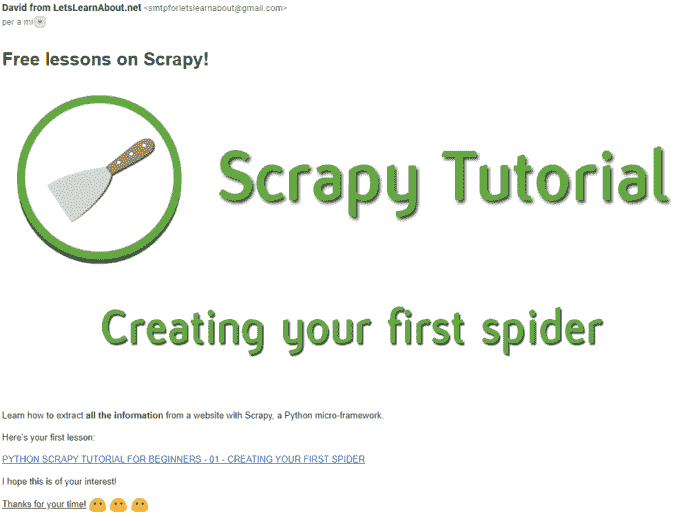 David from LetsLearnAbout.net <smtpforletslearnabout@gmail.com>
per a mi
Free lessons on Scrapy!
Scrapy Tutorial
Creating your first spider
Learn how to extract all the information from a website with Scrapy, a Python micro-framework.
Here's your first lesson:
PYTHON SCRAPY TUTORIAL FOR BEGINNERS - 01 - CREATING YOUR FIRST SPIDER
I hope this is of your interest!
Thanks for your time!